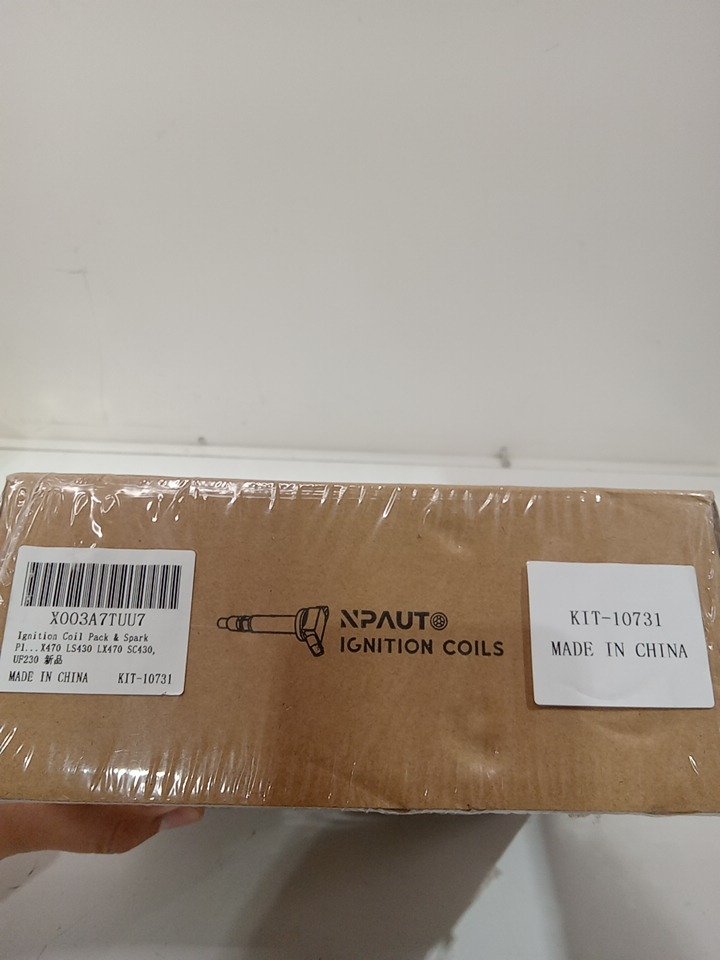 X003A7TUU7
Ignition Coil Pack & Spark
Pl...X470 LS430 LX470 SC430,
UF230 新品
MADE IN CHINA KIT-10731
NPAUTO
IGNITION COILS
KIT-10731
MADE IN CHINA